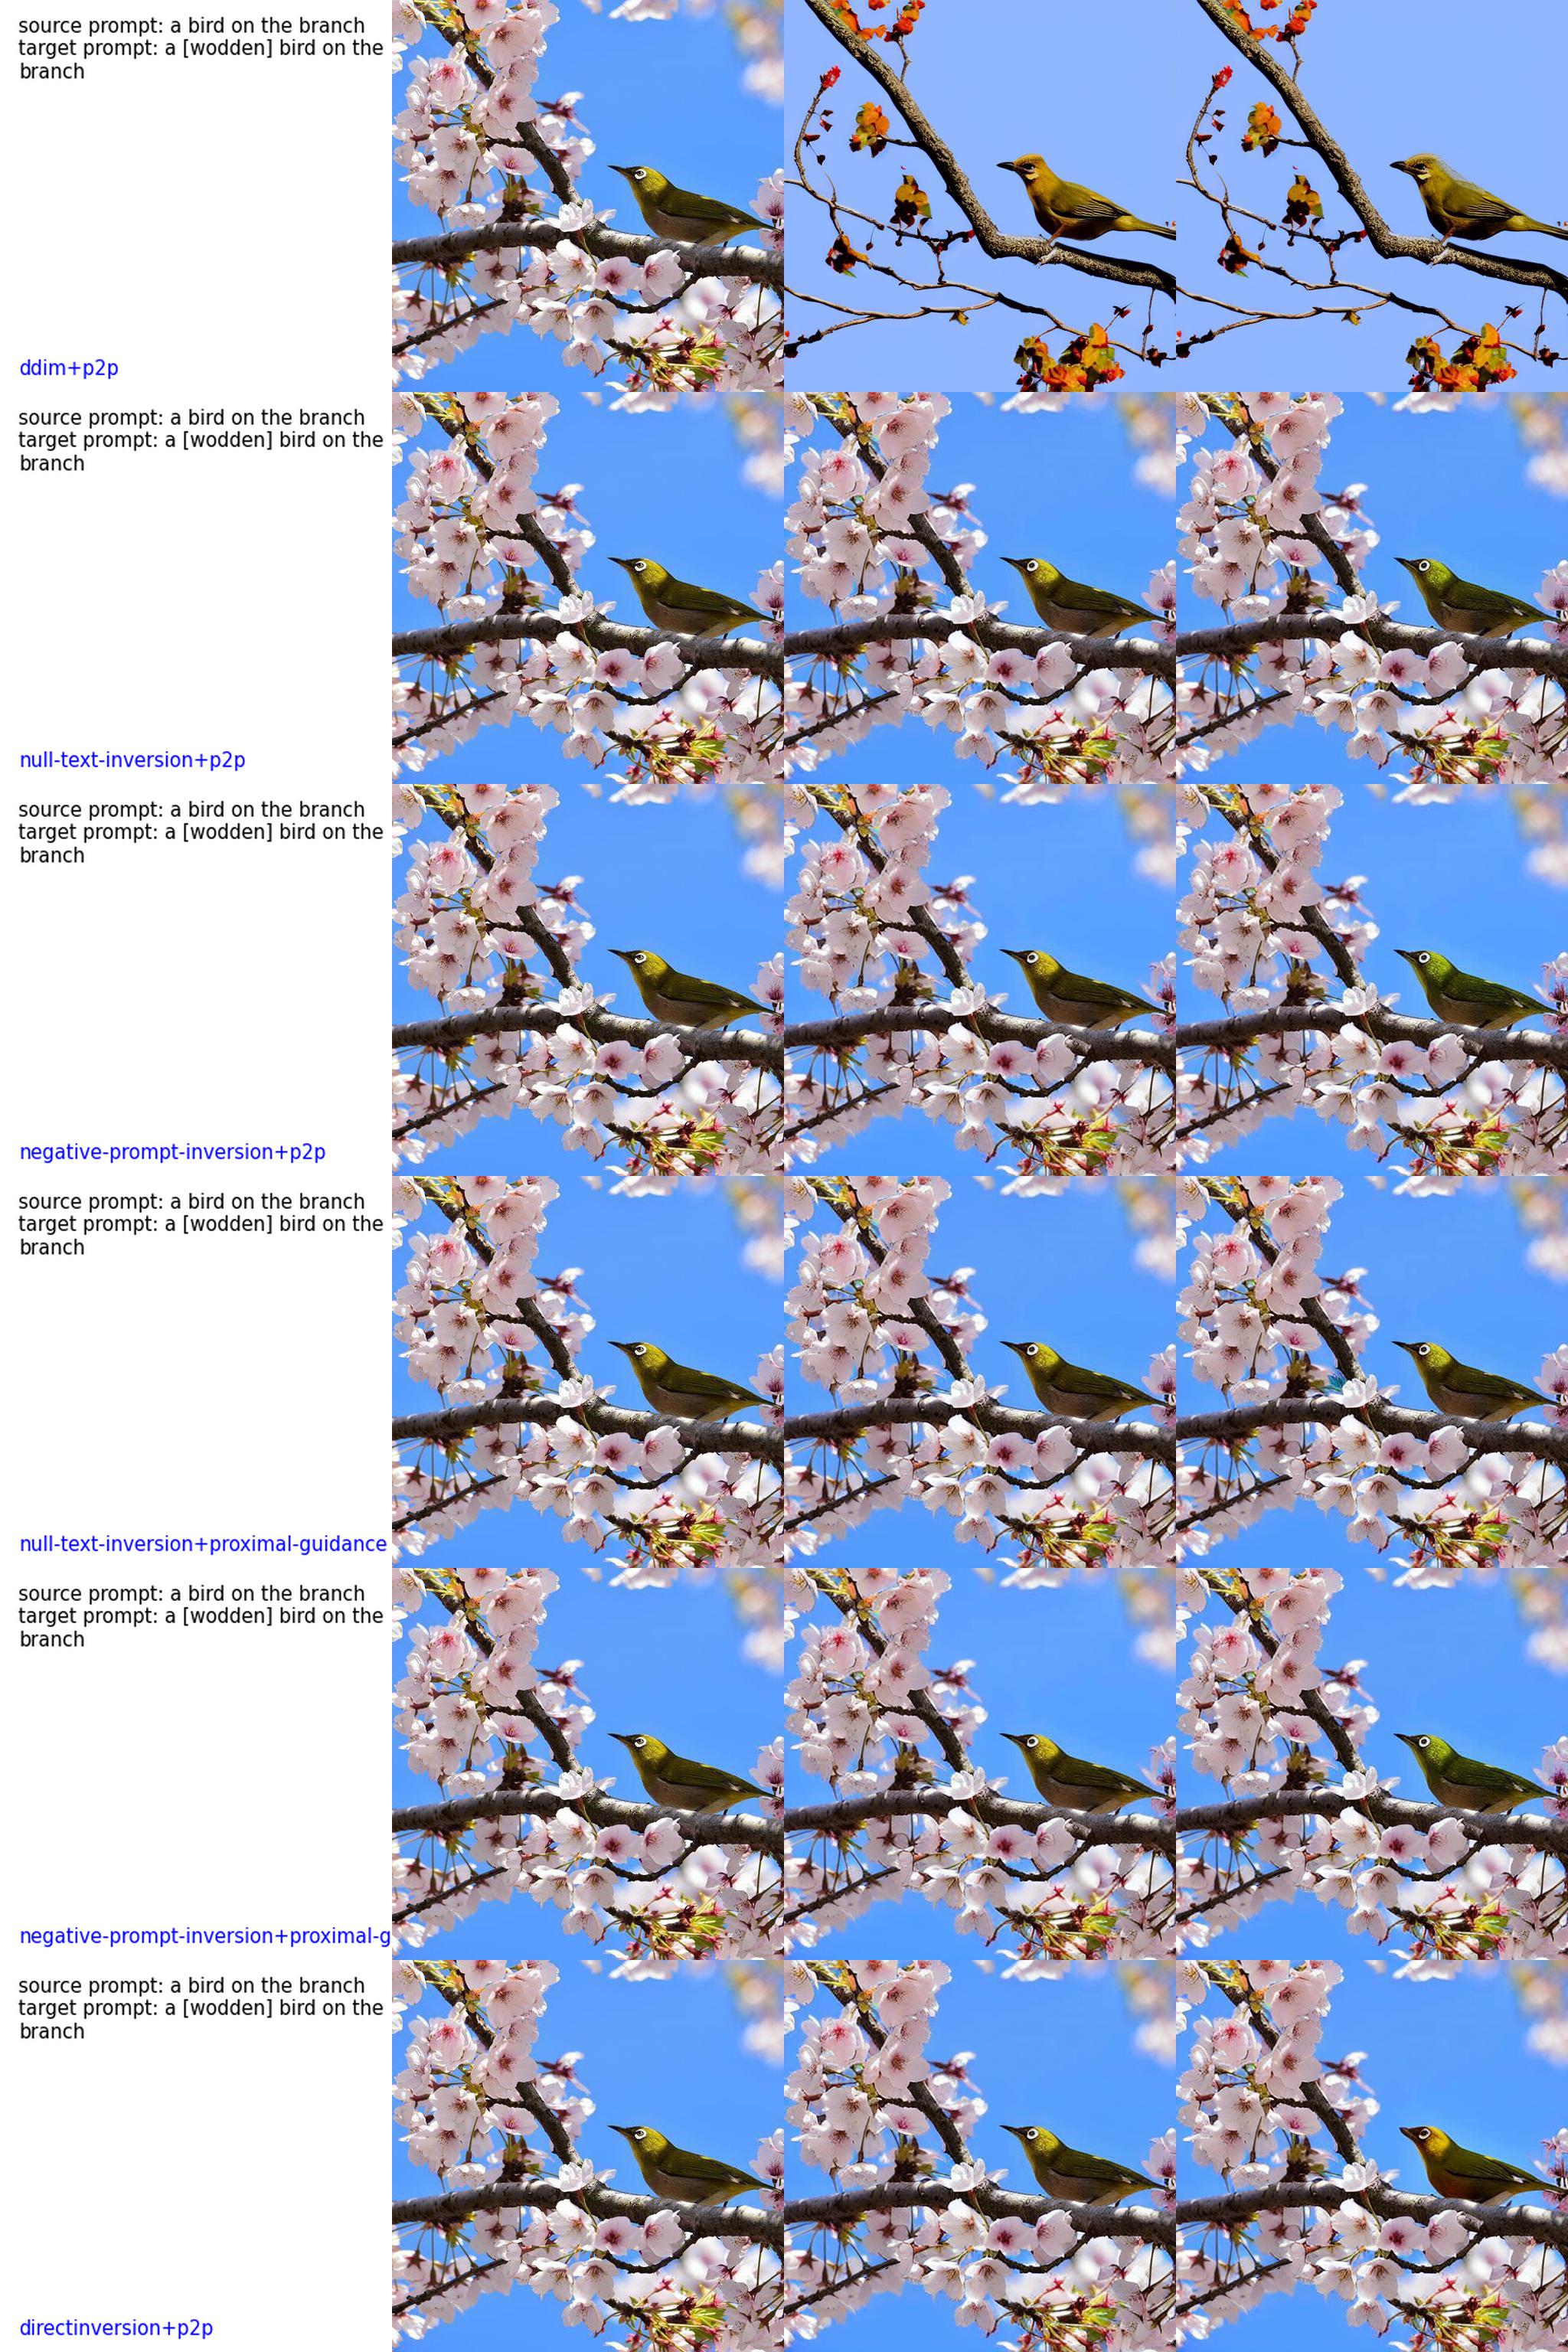 source prompt: a bird on the branch
target prompt: a [wodden] bird on the
branch
ddim+p2p
source prompt: a bird on the branch
target prompt: a [wodden] bird on the
branch
null-text-inversion+p2p
source prompt: a bird on the branch
target prompt: a [wodden] bird on the
branch
negative-prompt-inversion+p2p
source prompt: a bird on the branch
target prompt: a [wodden] bird on the
branch
null-text-inversion+proximal-guidance
source prompt: a bird on the branch
target prompt: a [wodden] bird on the
branch
negative-prompt-inversion+proximal-g
source prompt: a bird on the branch
target prompt: a [wodden] bird on the
branch
directinversion+p2p